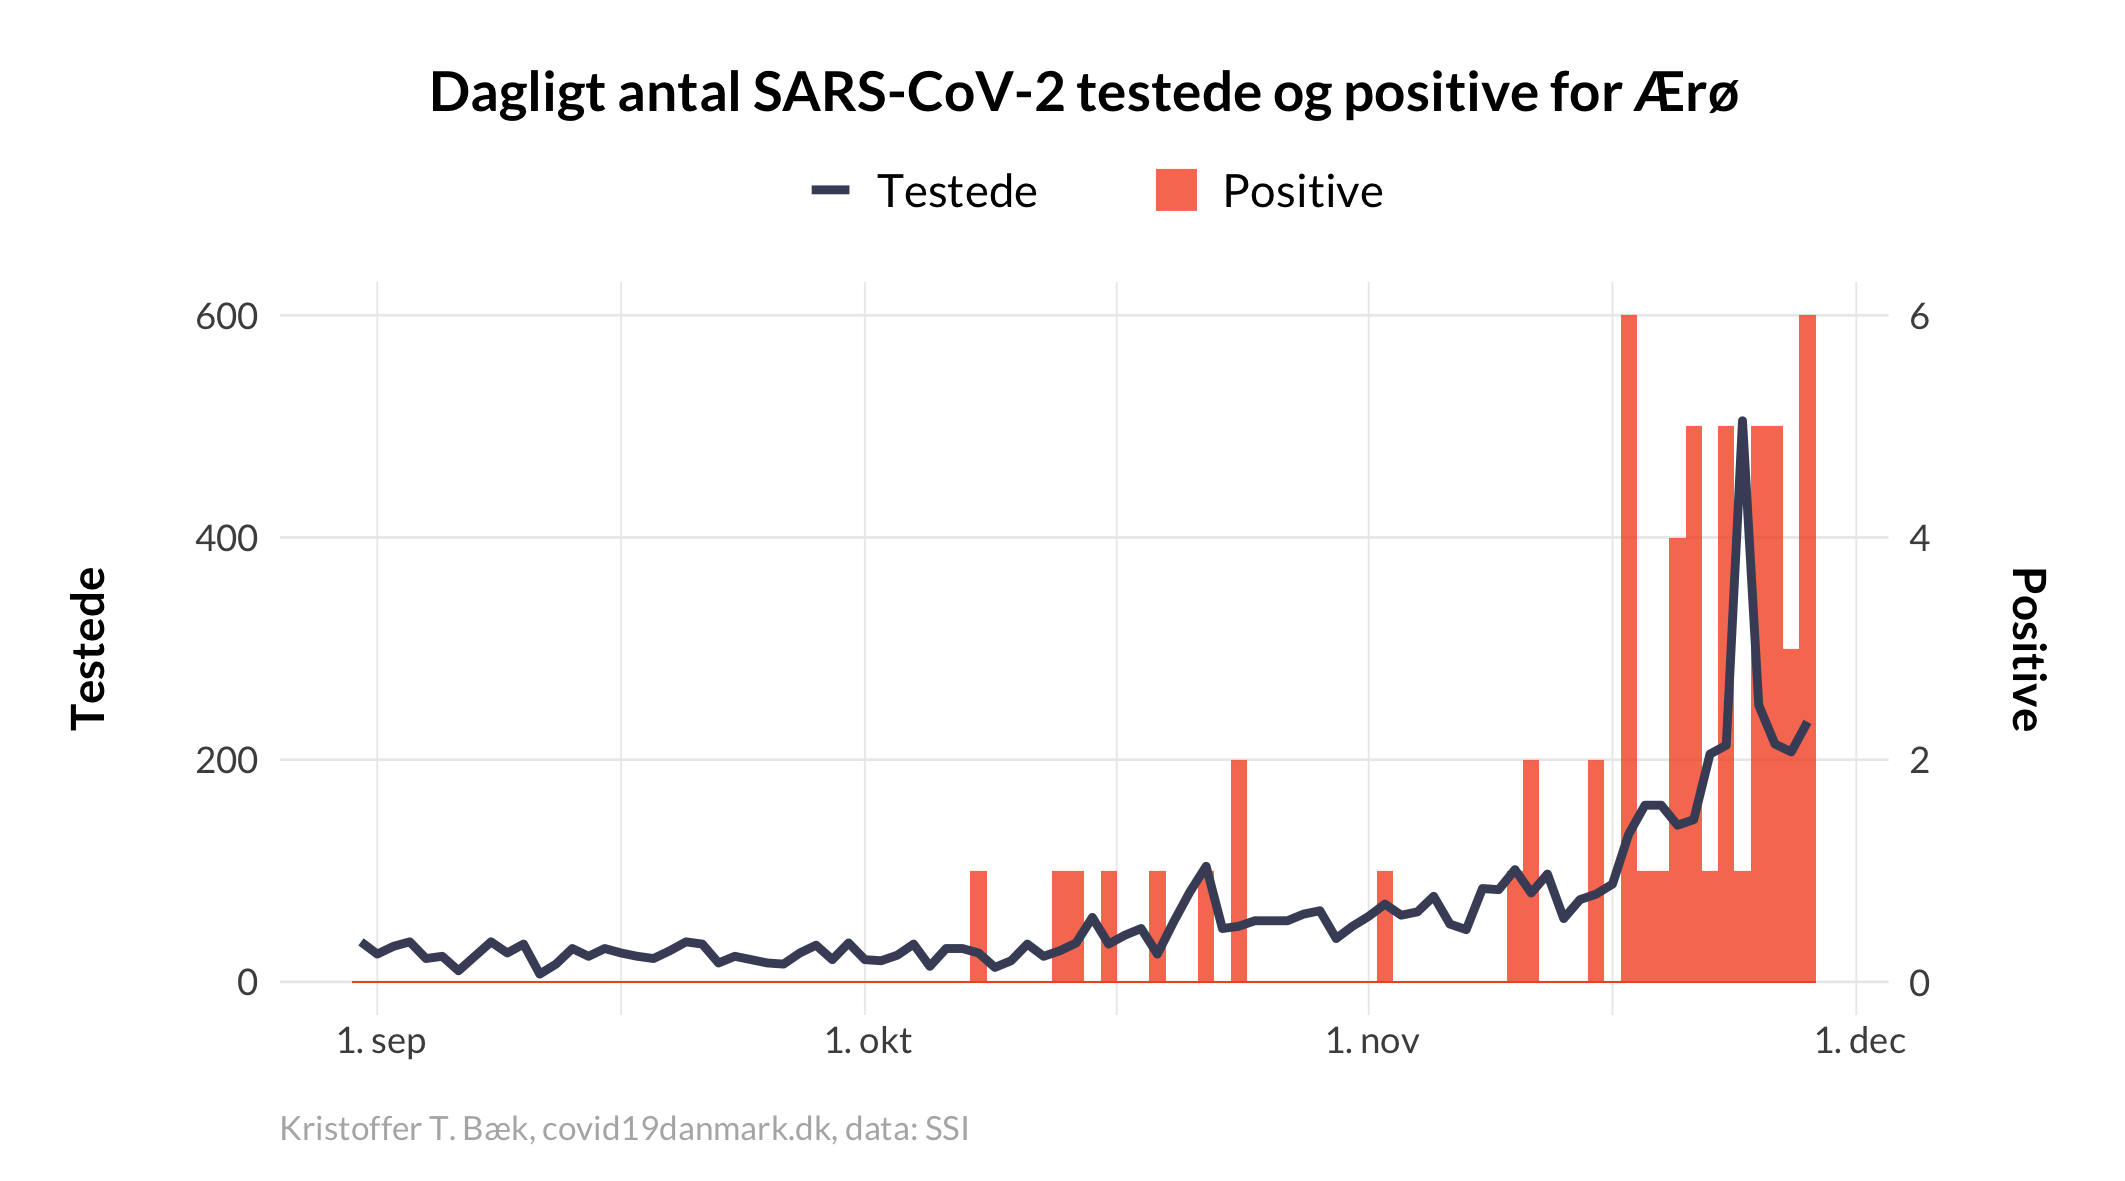 Dagligt antal SARS-CoV-2 testede og positive for Ærø
Testede
Positive
600
400
200
0
6
4
2
0
Testede
Positive
1. sep
1. okt
1. nov
1. dec
Kristoffer T. Bæk, covid19danmark.dk, data: SSI